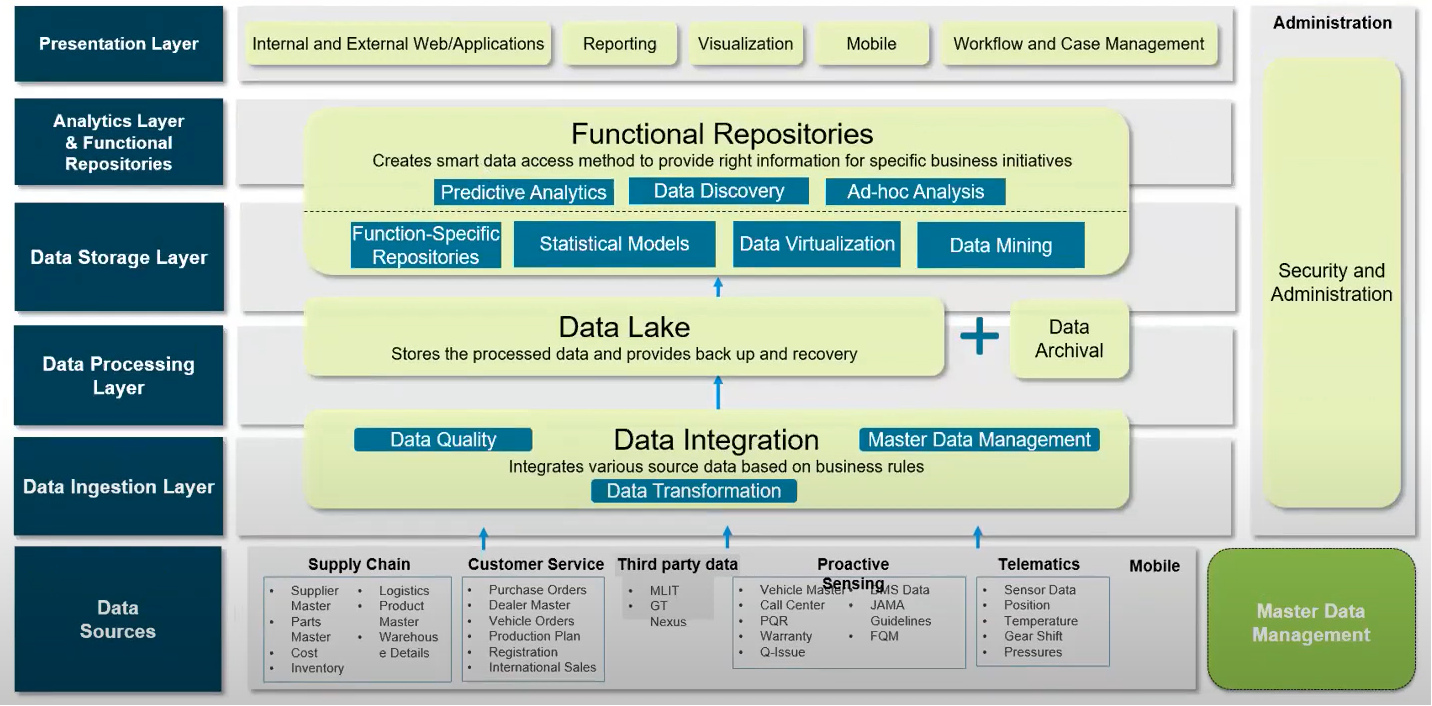 Presentation Layer
Internal and External Web/Applications
Reporting
Visualization
Mobile
Workflow and Case Management
Administration
Analytics Layer
& Functional
Repositories
Functional Repositories
Creates smart data access method to provide right information for specific business initiatives
Predictive Analytics
Data Discovery
Ad-hoc Analysis
Data Storage Layer
Function-Specific
Repositories
Statistical Models
Data Virtualization
Data Mining
Security and
Administration
Data Processing
Layer
Data Lake
Stores the processed data and provides back up and recovery
+
Data
Archival
Data Ingestion Layer
Data Quality
Data Integration
Master Data Management
Integrates various source data based on business rules
Data Transformation
Data
Sources
Supply Chain
• Supplier
Master
• Parts
Master
• Cost
• Inventory
• Logistics
• Product
Master
• Warehous
e Details
Customer Service
• Purchase Orders
• Dealer Master
• Vehicle Orders
• Production Plan
• Registration
• International Sales
Third party data
• MLIT
• GT
Nexus
Proactive
Sensing
• Vehicle Master
• Call Center
• PQR
• Warranty
• Q-Issue
• DMS Data
• JAMA
Guidelines
• FQM
Telematics
• Sensor Data
• Position
• Temperature
• Gear Shift
• Pressures
Mobile
Master Data
Management